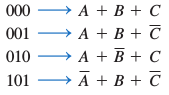 000 ⟶ A + B + C
001 ⟶ A + B + C̅
010 ⟶ A + B̅ + C
101 ⟶ A̅ + B + C̅